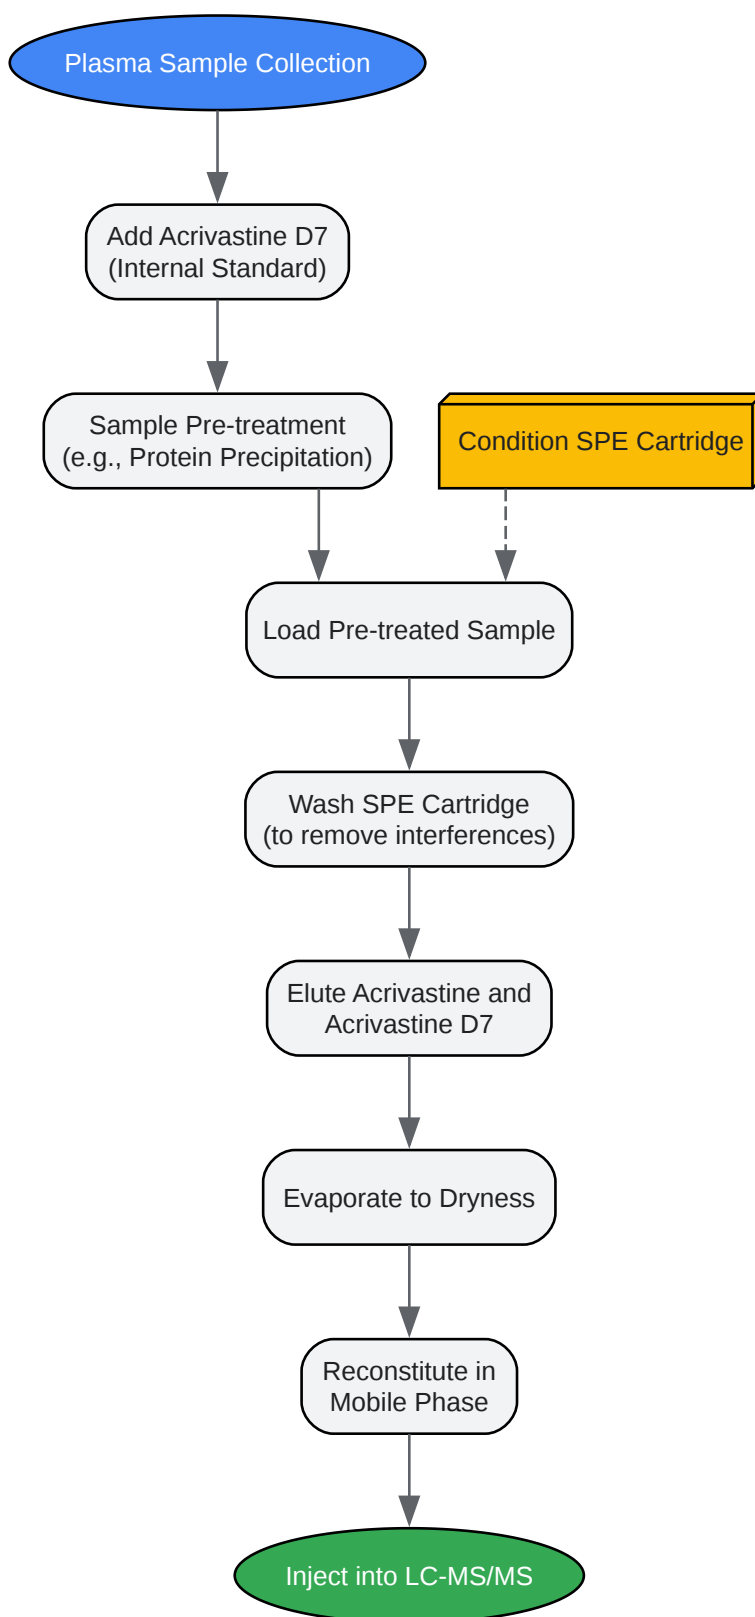 Plasma Sample Collection
Add Acrivastine D7
(Internal Standard)
Sample Pre-treatment
(e.g., Protein Precipitation)
Condition SPE Cartridge
Load Pre-treated Sample
Wash SPE Cartridge
(to remove interferences)
Elute Acrivastine and
Acrivastine D7
Evaporate to Dryness
Reconstitute in
Mobile Phase
Inject into LC-MS/MS